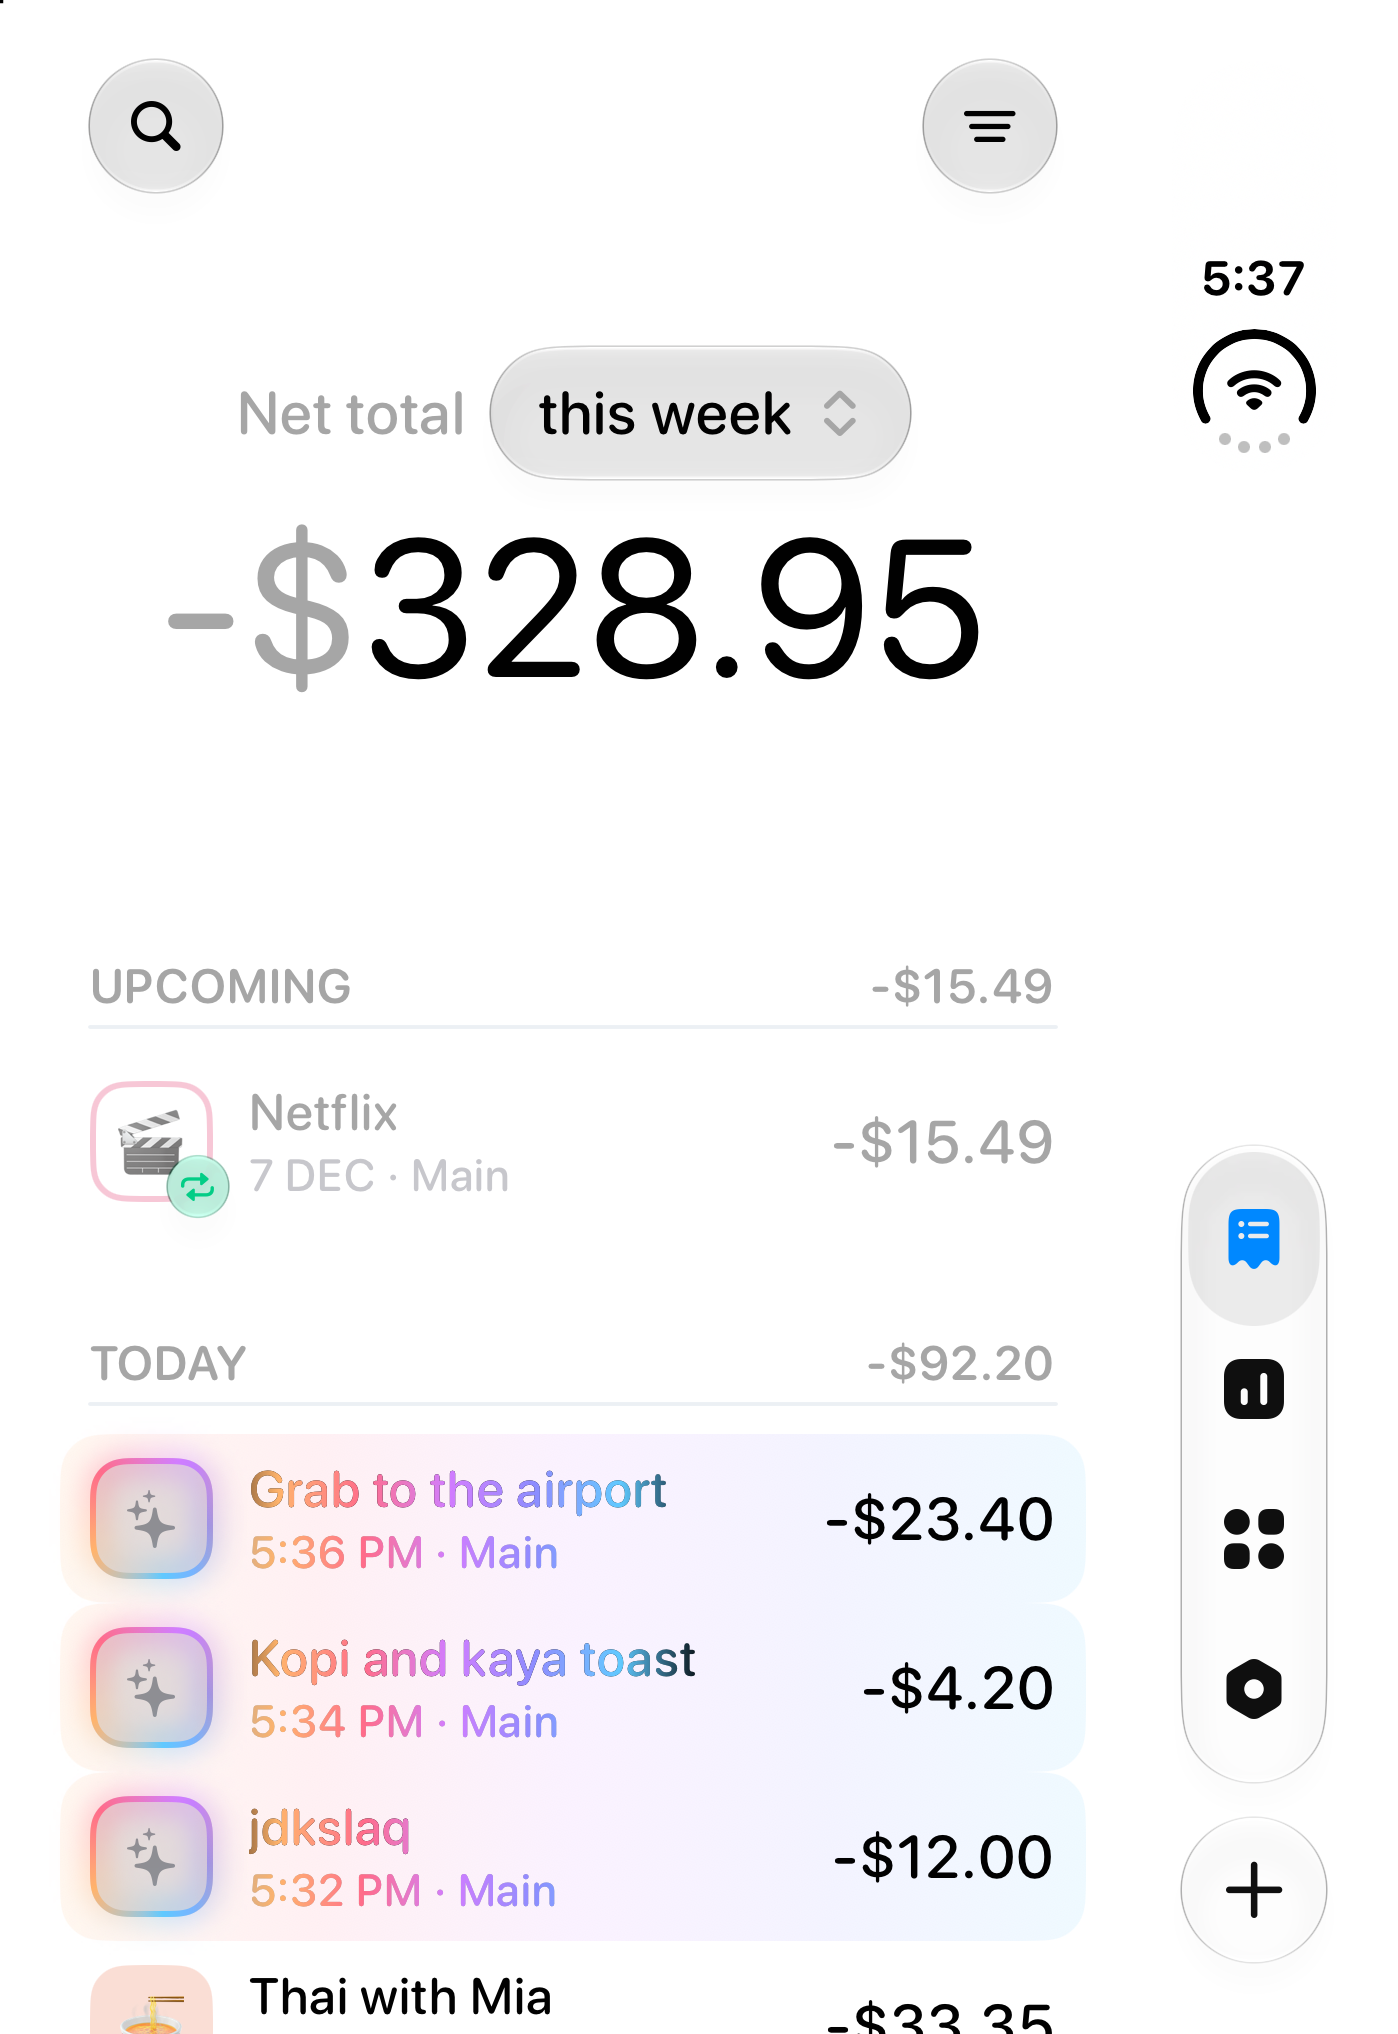 5:37
Net total this week
-$328.95
UPCOMING -$15.49
Netflix -$15.49
7 DEC · Main
TODAY -$92.20
Grab to the airport -$23.40
5:36 PM · Main
Kopi and kaya toast -$4.20
5:34 PM · Main
jdkslaq -$12.00
5:32 PM · Main
Thai with Mia -$33.35